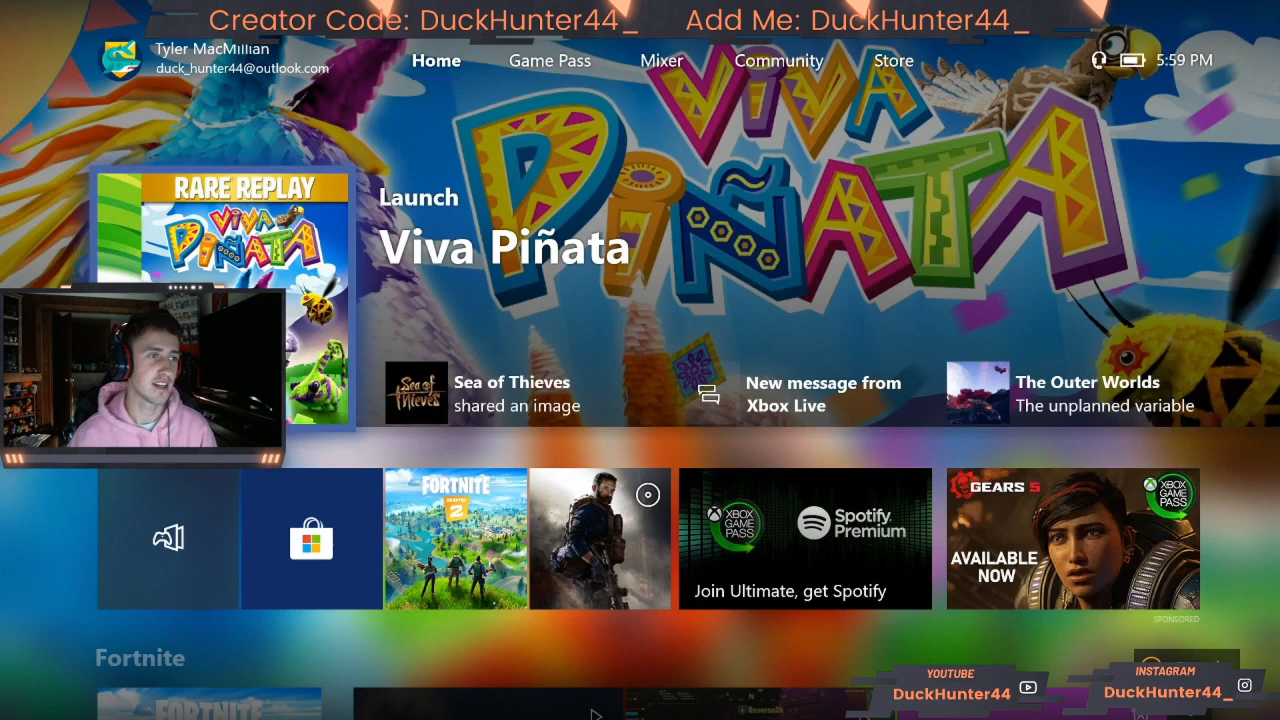 Creator Code: DuckHunter44_ Add Me: DuckHunter44_
Tyler MacMillian
duck_hunter44@outlook.com
Home Game Pass Mixer Community Store
5:59 PM
VIVA
PIÑATA
RARE REPLAY
VIVA
PIÑATA
Launch
Viva Piñata
Sea of Thieves
Sea of Thieves
shared an image
New message from
Xbox Live
The Outer Worlds
The unplanned variable
FORTNITE
CHAPTER
2
XBOX
GAME
PASS
Spotify
Premium
Join Ultimate, get Spotify
GEARS 5
XBOX
GAME
PASS
AVAILABLE
NOW
SPONSORED
Fortnite
FORTNITE
YOUTUBE
DuckHunter44
INSTAGRAM
DuckHunter44_